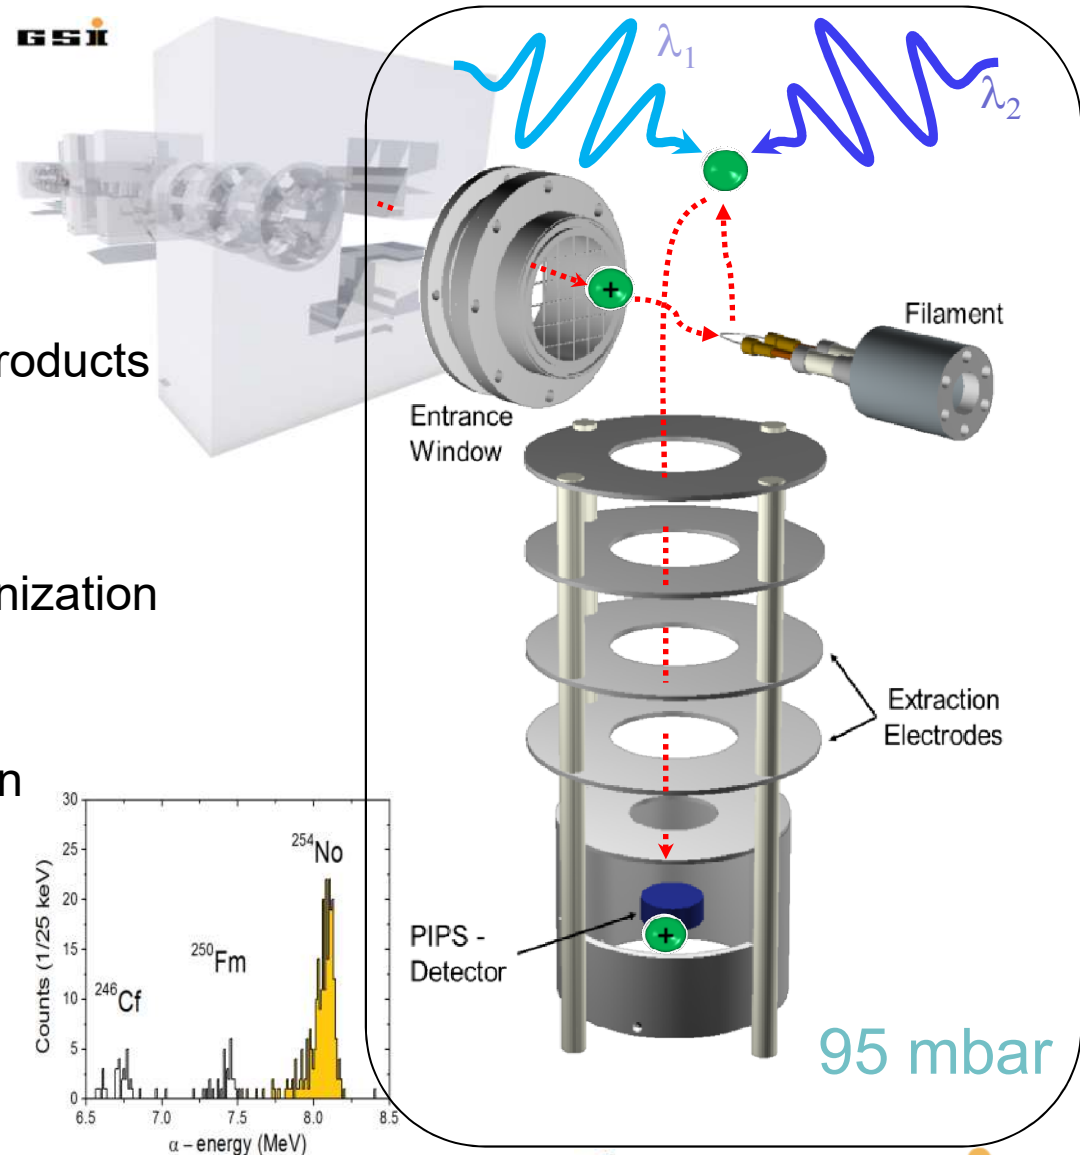 GSI
λ1
λ2
Filament
roducts
Entrance
Window
nization
Extraction
Electrodes
n
PIPS -
Detector
95 mbar
Counts (1/25 keV)
30
25
20
15
10
5
0
254No
250Fm
246Cf
6.5 7.0 7.5 8.0 8.5
α – energy (MeV)
+
+